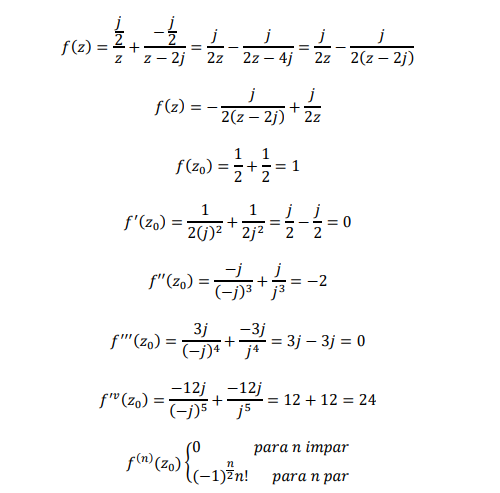 f(z) = (j/2)/z + (-j/2)/(z − 2j) = j/(2z) − j/(2z − 4j) = j/(2z) − j/(2(z − 2j))
f(z) = − j/(2(z − 2j)) + j/(2z)
f(z₀) = 1/2 + 1/2 = 1
f′(z₀) = 1/(2(j)²) + 1/(2j²) = j/2 − j/2 = 0
f′′(z₀) = −j/(−j)³ + j/j³ = −2
f′′′(z₀) = 3j/(−j)⁴ + −3j/j⁴ = 3j − 3j = 0
f′ᵛ(z₀) = −12j/(−j)⁵ + −12j/j⁵ = 12 + 12 = 24
f⁽ⁿ⁾(z₀) { 0 para n impar
(−1)^(n/2) n! para n par